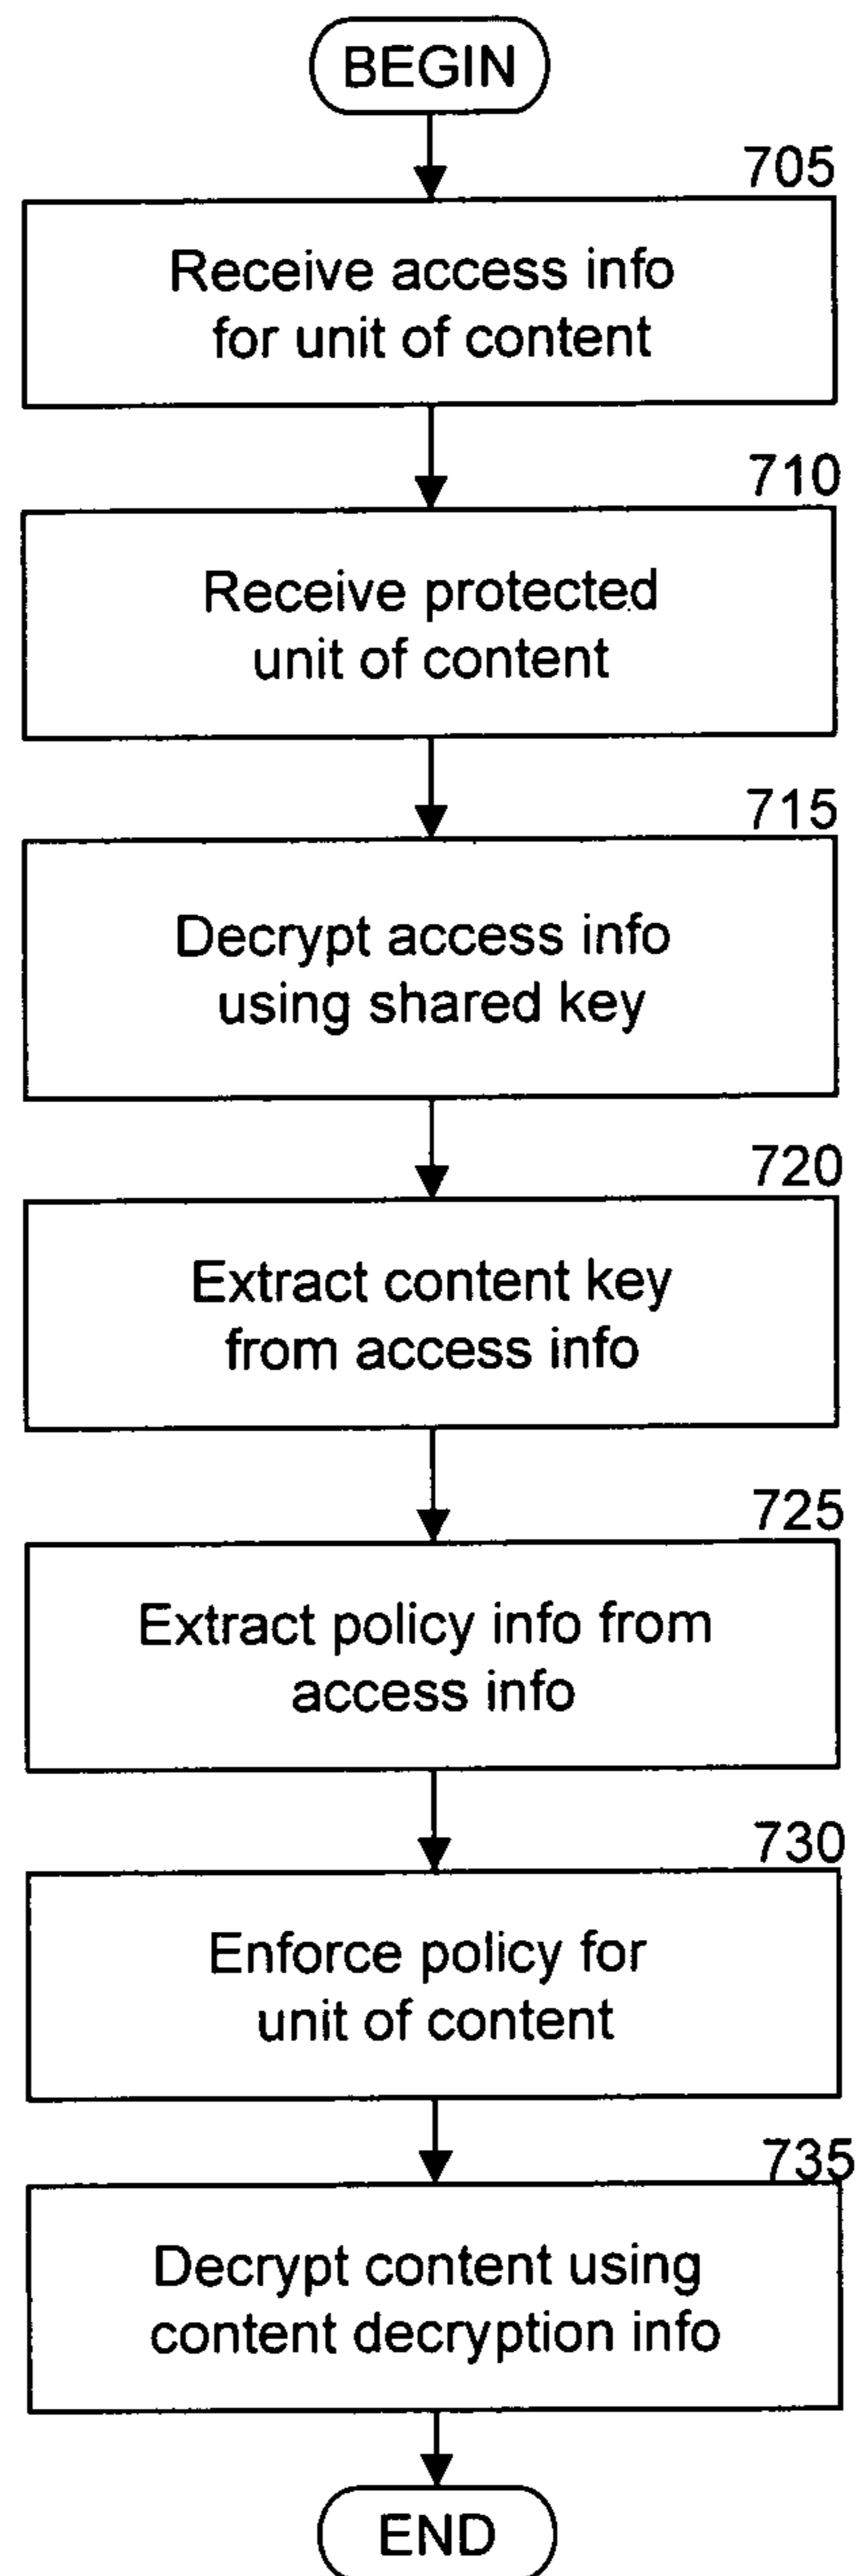 BEGIN
705
Receive access info
for unit of content
710
Receive protected
unit of content
715
Decrypt access info
using shared key
720
Extract content key
from access info
725
Extract policy info from
access info
730
Enforce policy for
unit of content
735
Decrypt content using
content decryption info
END